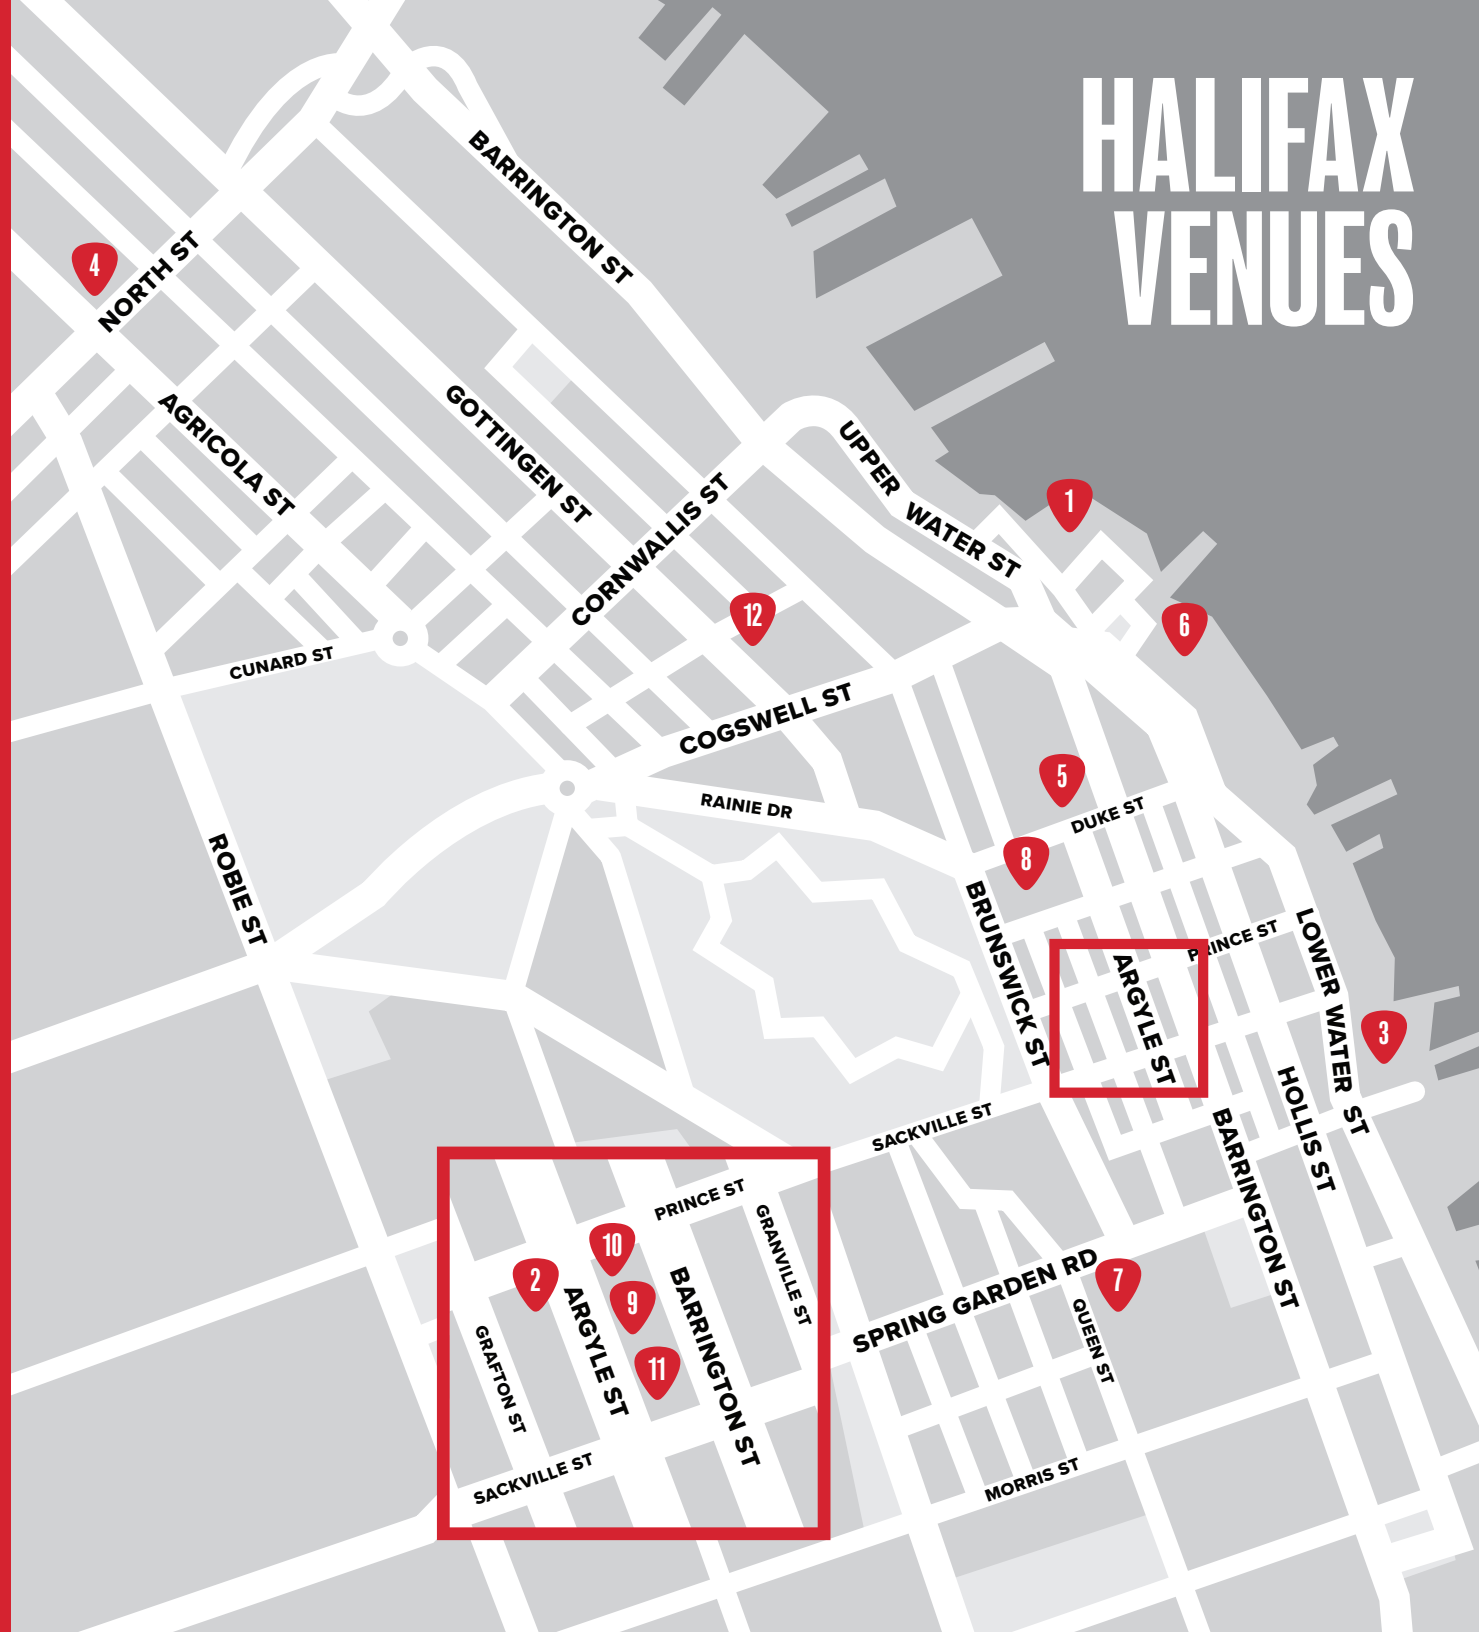 HALIFAX
VENUES
BARRINGTON ST
4
NORTH ST
AGRICOLA ST
GOTTINGEN ST
UPPER WATER ST
CORNWALLIS ST
1
12
6
CUNARD ST
COGSWELL ST
5
RAINIE DR
DUKE ST
8
ROBIE ST
BRUNSWICK ST
PRINCE ST
LOWER WATER ST
ARGYLE ST
3
HOLLIS ST
SACKVILLE ST
BARRINGTON ST
PRINCE ST
GRANVILLE ST
10
2
9
11
ARGYLE ST
BARRINGTON ST
GRAFTON ST
SACKVILLE ST
SPRING GARDEN RD
7
QUEEN ST
MORRIS ST